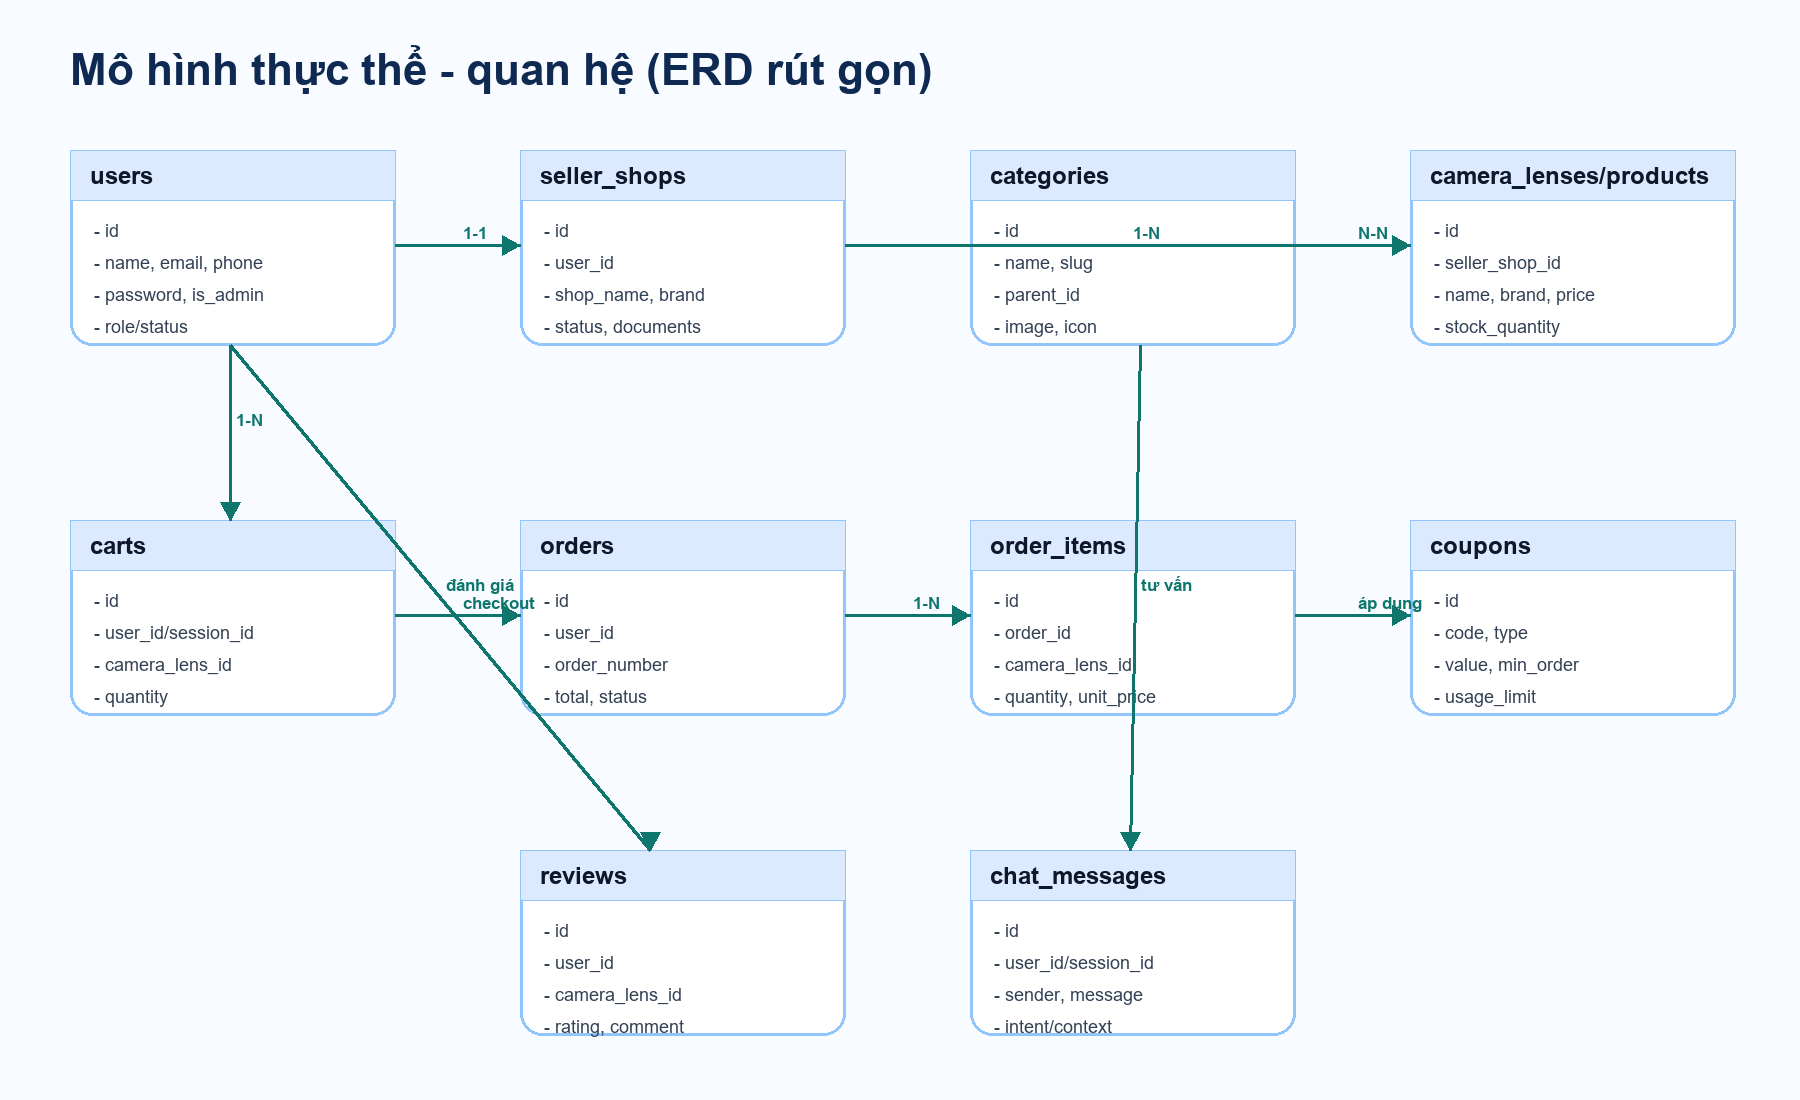 Mô hình thực thể - quan hệ (ERD rút gọn)
users
- id
- name, email, phone
- password, is_admin
- role/status
1-1
seller_shops
- id
- user_id
- shop_name, brand
- status, documents
categories
- id
- name, slug
- parent_id
- image, icon
1-N
N-N
camera_lenses/products
- id
- seller_shop_id
- name, brand, price
- stock_quantity
1-N
carts
- id
- user_id/session_id
- camera_lens_id
- quantity
đánh giá
checkout
orders
- id
- user_id
- order_number
- total, status
1-N
order_items
- id
- order_id
- camera_lens_id
- quantity, unit_price
tư vấn
áp dụng
coupons
- id
- code, type
- value, min_order
- usage_limit
reviews
- id
- user_id
- camera_lens_id
- rating, comment
chat_messages
- id
- user_id/session_id
- sender, message
- intent/context